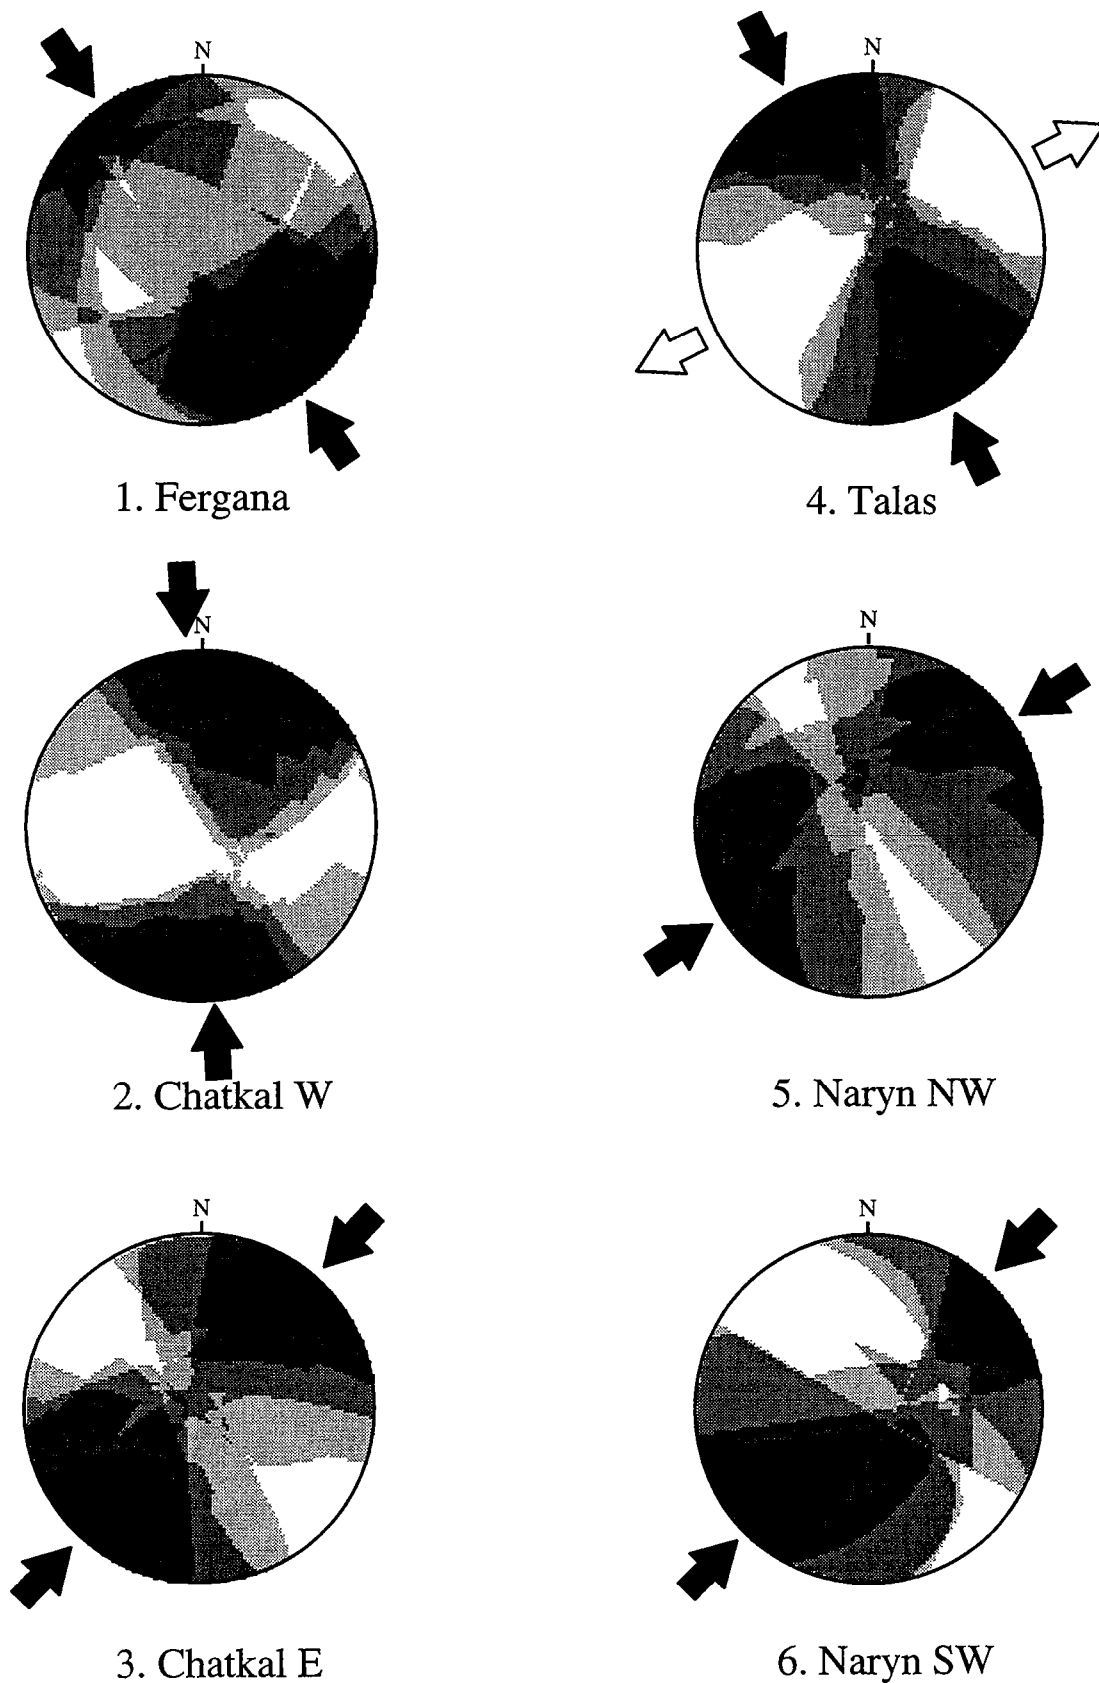 N
N
1. Fergana
4. Talas
N
N
2. Chatkal W
5. Naryn NW
N
N
3. Chatkal E
6. Naryn SW